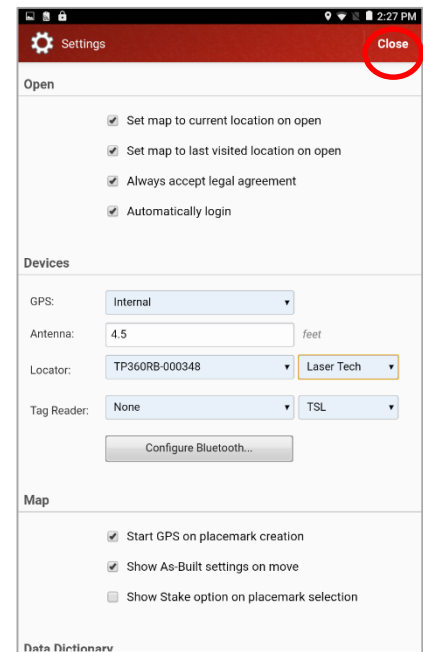 2:27 PM
Settings Close
Open
Set map to current location on open
Set map to last visited location on open
Always accept legal agreement
Automatically login
Devices
GPS: Internal
Antenna: 4.5 feet
Locator: TP360RB-000348 Laser Tech
Tag Reader: None TSL
Configure Bluetooth...
Map
Start GPS on placemark creation
Show As-Built settings on move
Show Stake option on placemark selection
Data Dictionary